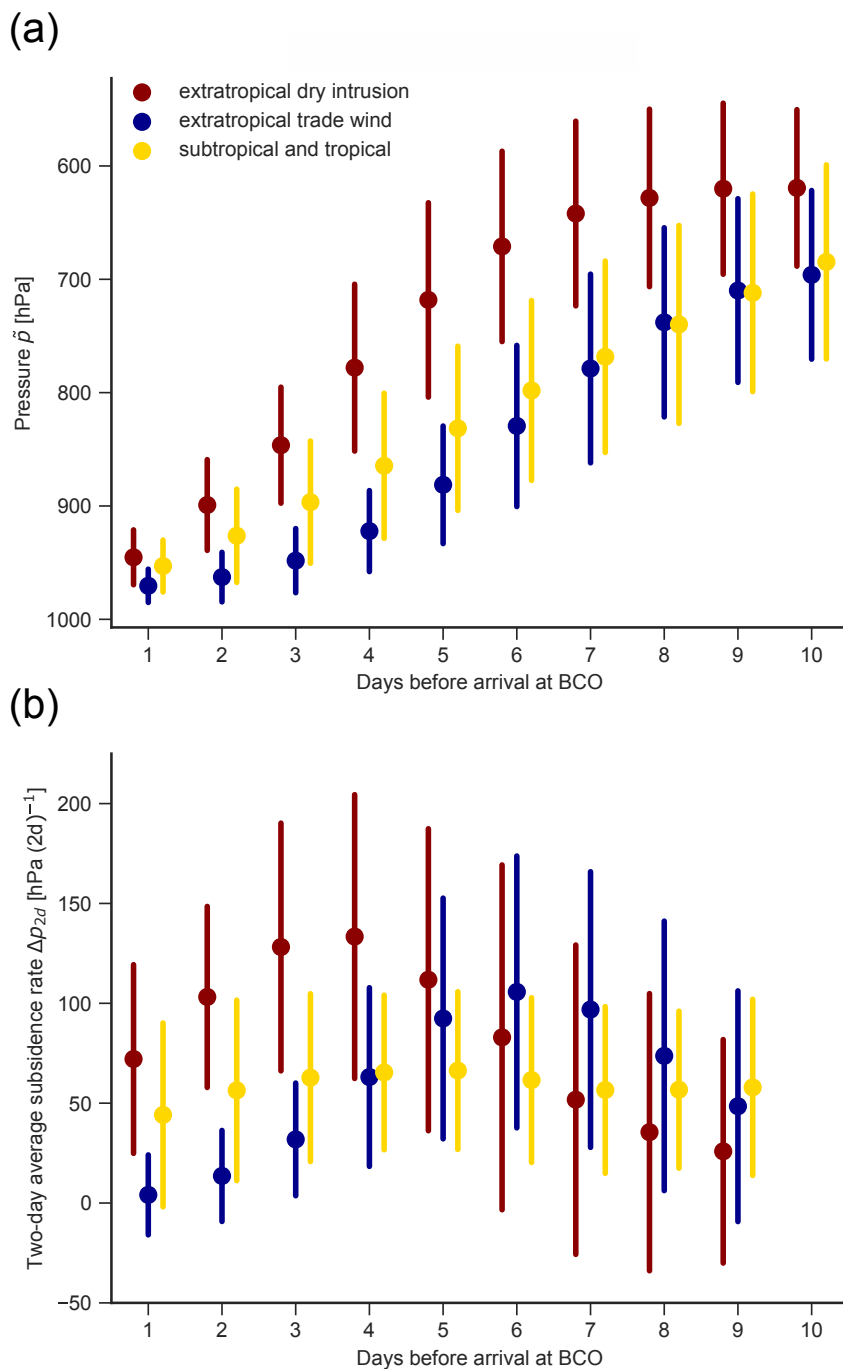 (a)
extratropical dry intrusion
extratropical trade wind
subtropical and tropical
600
700
800
900
1000
Pressure p̃ [hPa]
1 2 3 4 5 6 7 8 9 10
Days before arrival at BCO
(b)
200
150
100
50
0
−50
Two-day average subsidence rate Δp₂d [hPa (2d)⁻¹]
1 2 3 4 5 6 7 8 9 10
Days before arrival at BCO